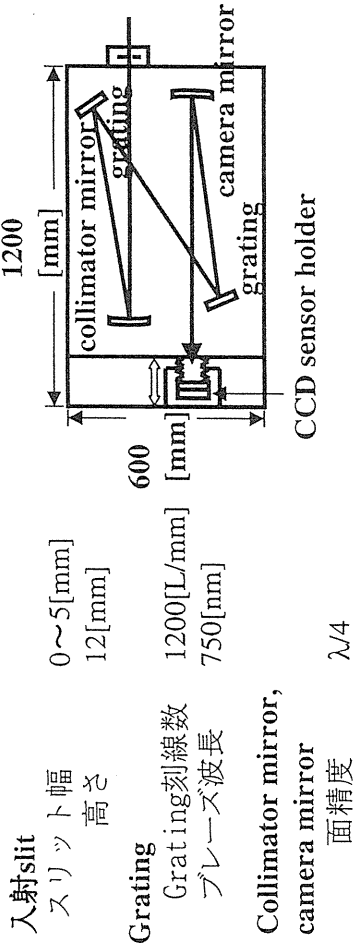 入射slit
スリット幅 0～5[mm]
高さ 12[mm]
Grating
Grating刻線数 1200[L/mm]
ブレーズ波長 750[nm]
Collimator mirror,
camera mirror
面精度 λ/4
1200
[mm]
600
[mm]
collimator mirror
grating
camera mirror
grating
CCD sensor holder